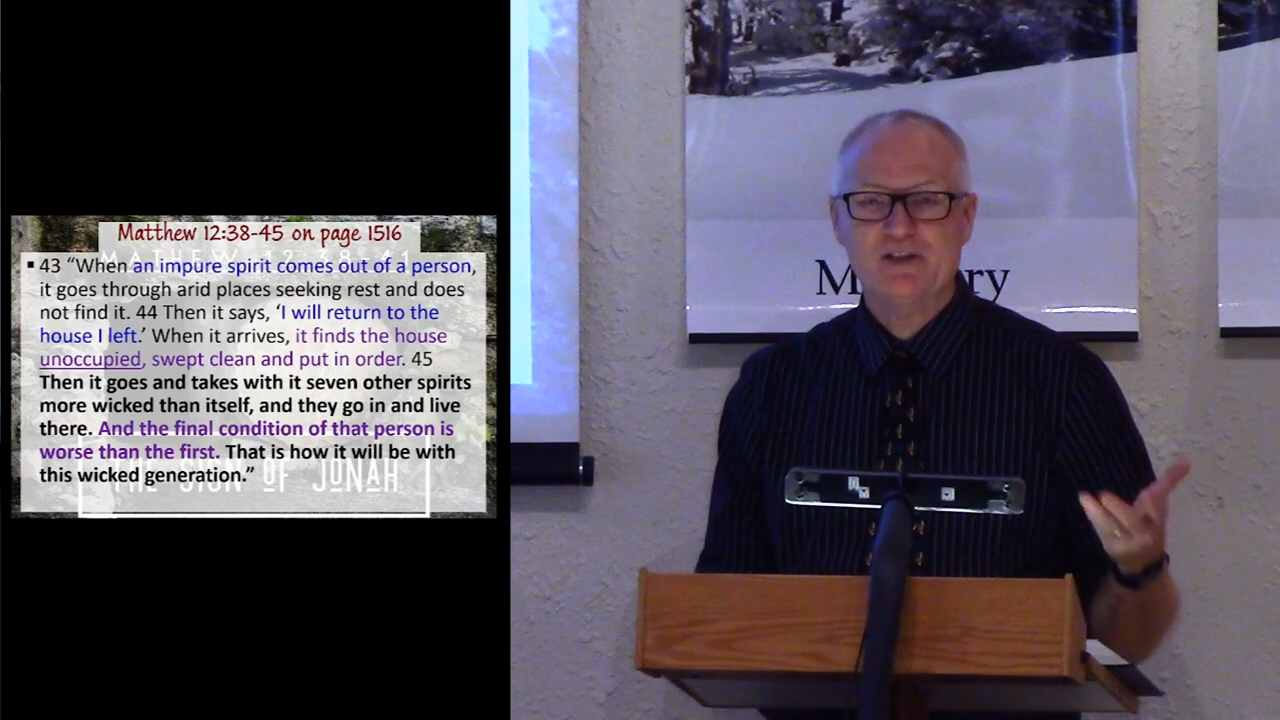 Matthew 12:38-45 on page 1516
MATHEW 12:38-41
▪ 43 “When an impure spirit comes out of a person,
it goes through arid places seeking rest and does
not find it. 44 Then it says, ‘I will return to the
house I left.’ When it arrives, it finds the house
unoccupied, swept clean and put in order. 45
Then it goes and takes with it seven other spirits
more wicked than itself, and they go in and live
there. And the final condition of that person is
worse than the first. That is how it will be with
this wicked generation.”
THE SIGN OF JONAH